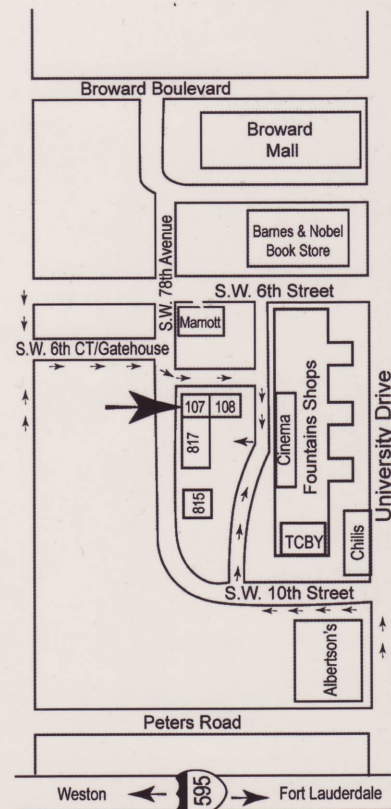 Broward Boulevard
Broward
Mall
S.W. 78th Avenue
Barnes & Nobel
Book Store
S.W. 6th Street
Marriott
S.W. 6th CT/Gatehouse
107
108
817
815
Cinema
Fountains Shops
University Drive
TCBY
Chilis
S.W. 10th Street
Albertson's
Peters Road
Weston
595
Fort Lauderdale